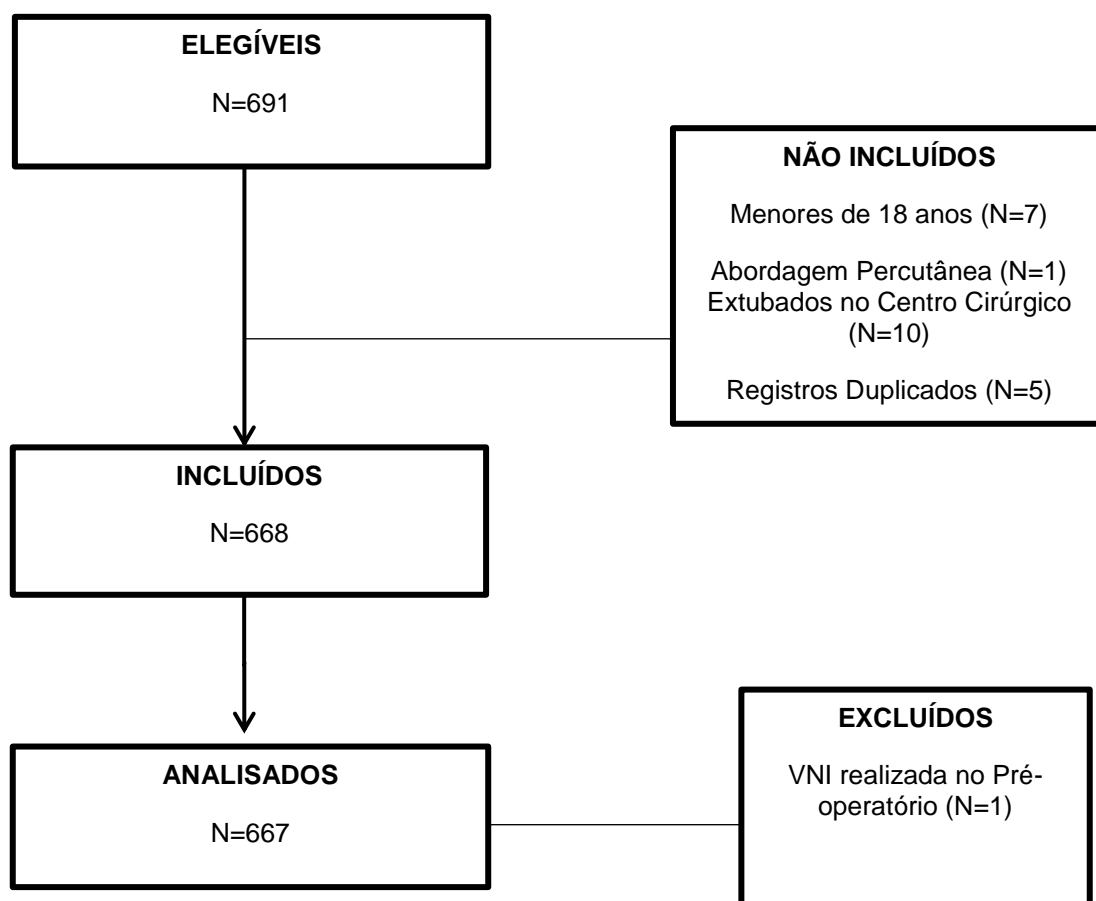 ELEGÍVEIS
N=691
NÃO INCLUÍDOS
Menores de 18 anos (N=7)
Abordagem Percutânea (N=1)
Extubados no Centro Cirúrgico
(N=10)
Registros Duplicados (N=5)
INCLUÍDOS
N=668
EXCLUÍDOS
VNI realizada no Pré-
operatório (N=1)
ANALISADOS
N=667